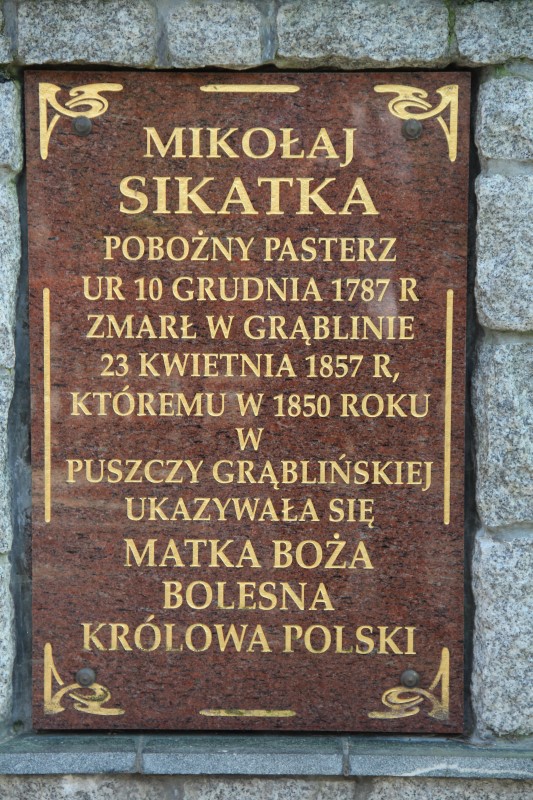 MIKOŁAJ
SIKATKA
POBOŻNY PASTERZ
UR 10 GRUDNIA 1787 R
ZMARŁ W GRĄBLINIE
23 KWIETNIA 1857 R,
KTÓREMU W 1850 ROKU
W
PUSZCZY GRĄBLIŃSKIEJ
UKAZYWAŁA SIĘ
MATKA BOŻA
BOLESNA
KRÓLOWA POLSKI